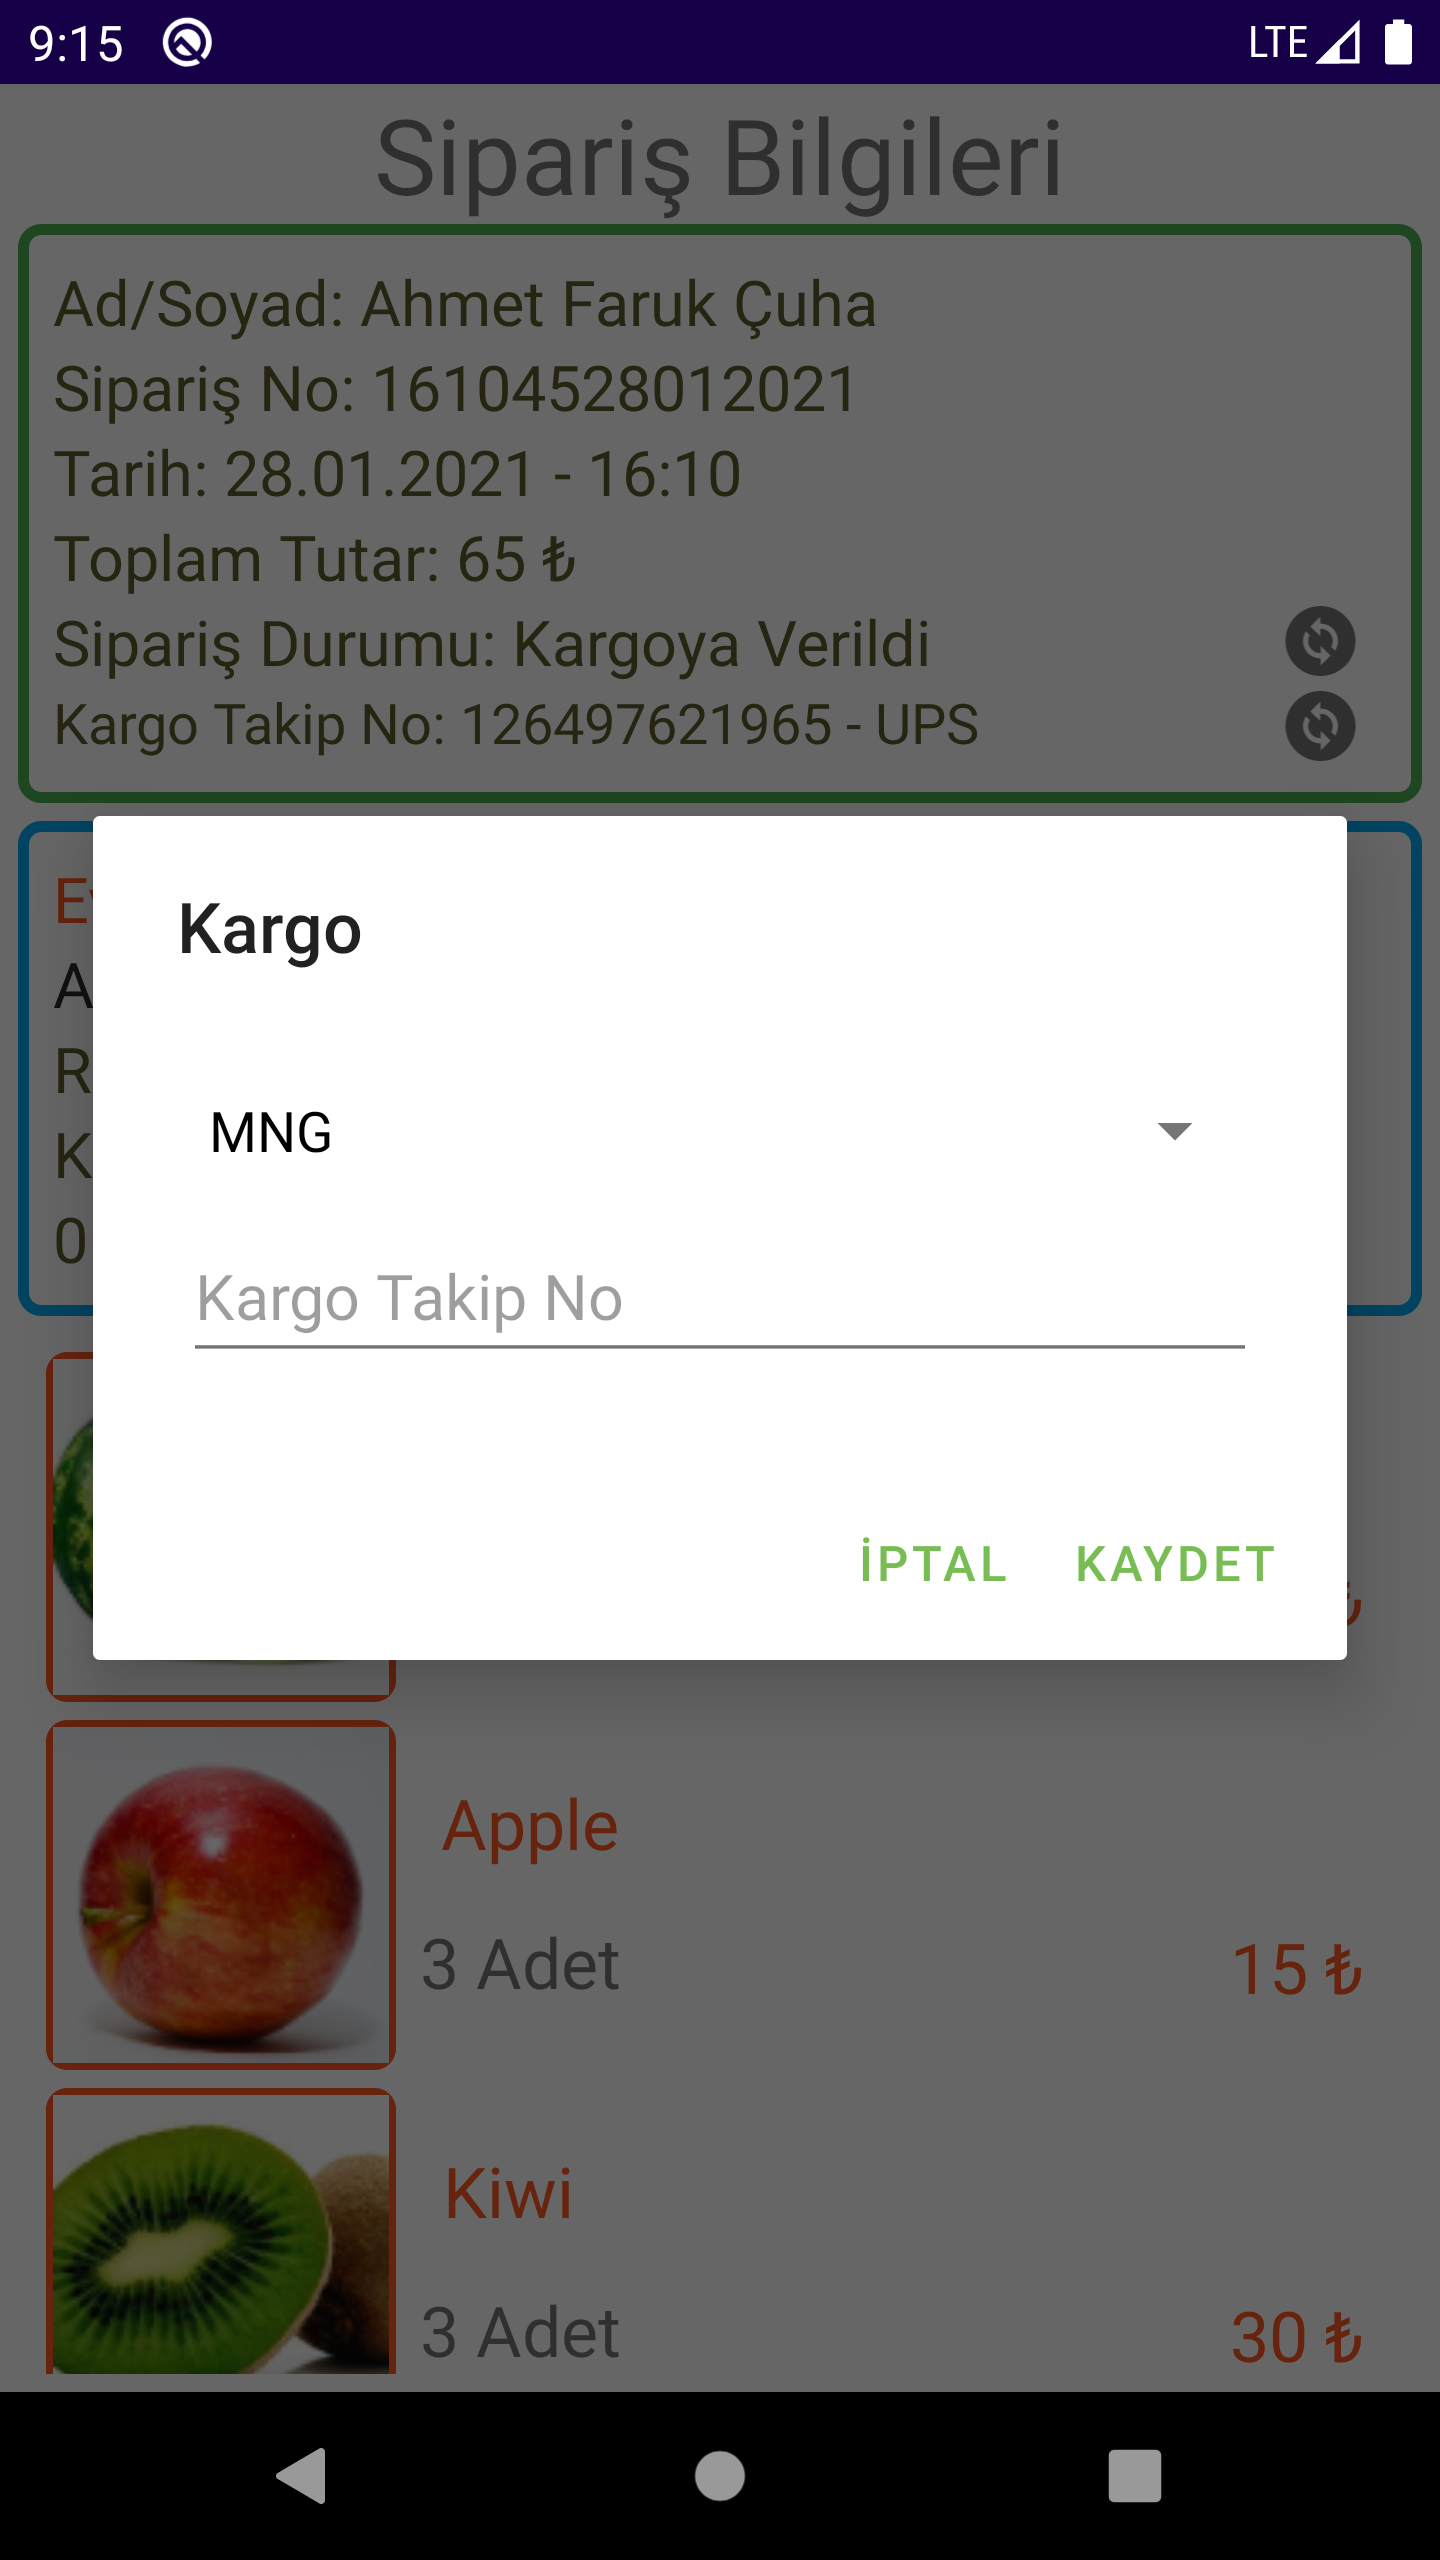 9:15 LTE
Sipariş Bilgileri
Ad/Soyad: Ahmet Faruk Çuha
Sipariş No: 16104528012021
Tarih: 28.01.2021 - 16:10
Toplam Tutar: 65 ₺
Sipariş Durumu: Kargoya Verildi
Kargo Takip No: 126497621965 - UPS
Kargo
MNG
Kargo Takip No
İPTAL KAYDET
₺
Apple
3 Adet 15 ₺
Kiwi
3 Adet 30 ₺